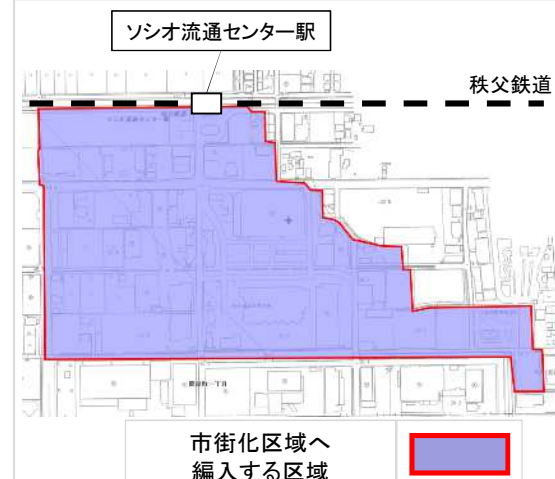 ソシオ流通センター駅
秩父鉄道
市街化区域へ
編入する区域